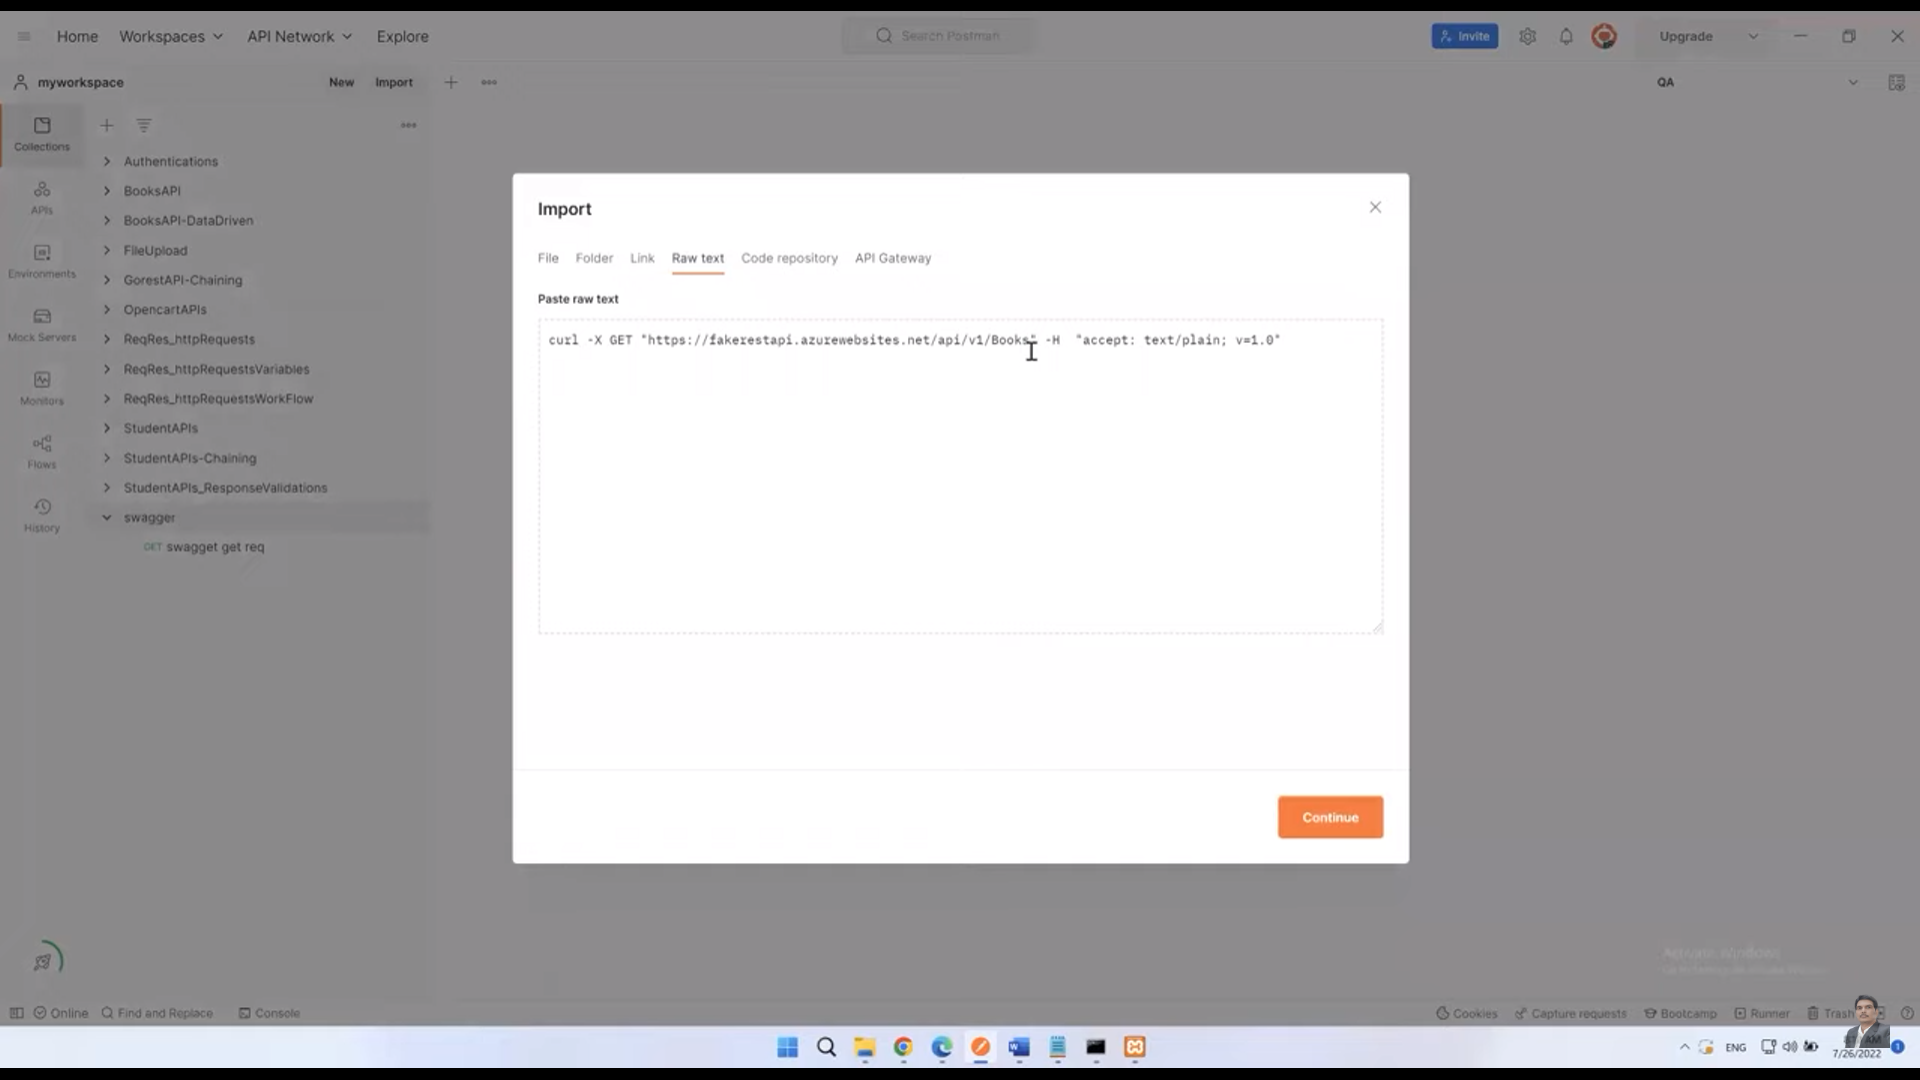 Home Workspaces API Network Explore Search Postman Invite Upgrade
myworkspace New Import QA
Collections
APIs
Environments
Mock Servers
Monitors
Flows
History
Authentications
BooksAPI
BooksAPI-DataDriven
FileUpload
GorestAPI-Chaining
OpencartAPIs
ReqRes_httpRequests
ReqRes_httpRequestsVariables
ReqRes_httpRequestsWorkFlow
StudentAPIs
StudentAPIs-Chaining
StudentAPIs_ResponseValidations
swagger
GET swagget get req
Import
File Folder Link Raw text Code repository API Gateway
Paste raw text
curl -X GET "https://fakerestapi.azurewebsites.net/api/v1/Books" -H  "accept: text/plain; v=1.0"
Continue
Activate Windows
Online Find and Replace Console Cookies Capture requests Bootcamp Runner Trash
ENG
7/26/2022
1